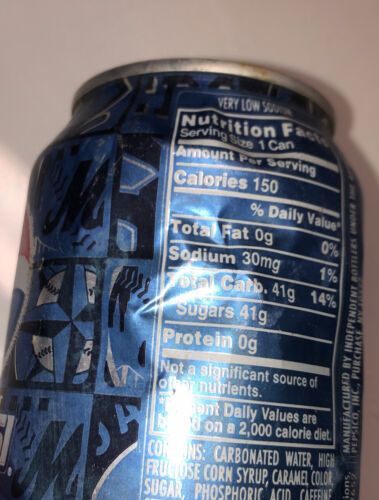 VERY LOW SODIUM
Nutrition Facts
Serving Size 1 Can
Amount Per Serving
Calories 150
% Daily Value*
Total Fat 0g 0%
Sodium 30mg 1%
Total Carb. 41g 14%
Sugars 41g
Protein 0g
Not a significant source of
other nutrients.
Daily Values are
based on a 2,000 calorie diet.
CONTAINS: CARBONATED WATER, HIGH
FRUCTOSE CORN SYRUP, CARAMEL COLOR,
SUGAR, PHOSPHORIC ACID, CAFFEINE,
MANUFACTURED BY INDEPENDENT BOTTLERS UNDER THE
PEPSICO, INC., PURCHASE, NY